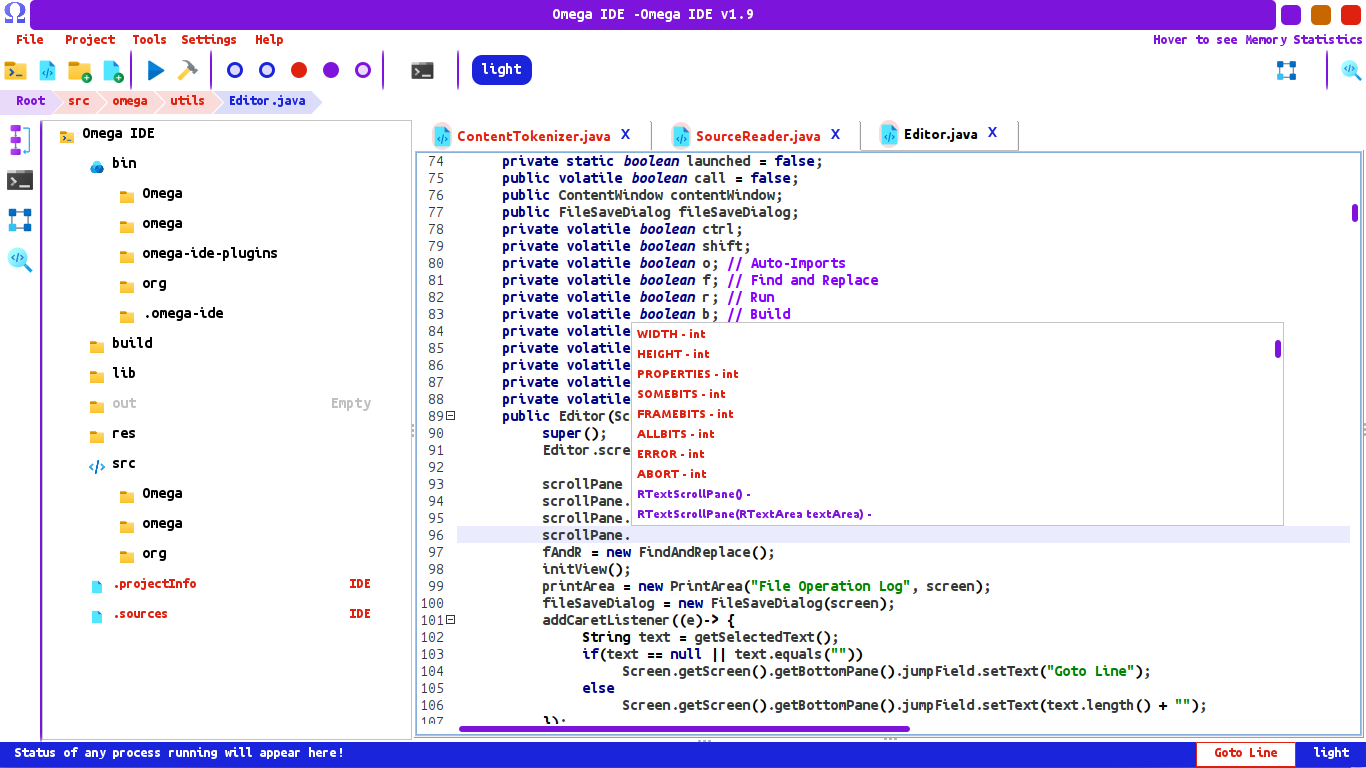 Omega IDE -Omega IDE v1.9
File Project Tools Settings Help Hover to see Memory Statistics
light
Root src omega utils Editor.java
Omega IDE
bin
Omega
omega
omega-ide-plugins
org
.omega-ide
build
lib
out Empty
res
src
Omega
omega
org
.projectInfo IDE
.sources IDE
ContentTokenizer.java X SourceReader.java X Editor.java X
74 private static boolean launched = false;
75 public volatile boolean call = false;
76 public ContentWindow contentWindow;
77 public FileSaveDialog fileSaveDialog;
78 private volatile boolean ctrl;
79 private volatile boolean shift;
80 private volatile boolean o; // Auto-Imports
81 private volatile boolean f; // Find and Replace
82 private volatile boolean r; // Run
83 private volatile boolean b; // Build
84 private volatile
85 private volatile
86 private volatile
87 private volatile
88 private volatile
89 public Editor(Sc
90 super();
91 Editor.scre
92
93 scrollPane
94 scrollPane.
95 scrollPane.
96 scrollPane.
97 fAndR = new FindAndReplace();
98 initView();
99 printArea = new PrintArea("File Operation Log", screen);
100 fileSaveDialog = new FileSaveDialog(screen);
101 addCaretListener((e)-> {
102 String text = getSelectedText();
103 if(text == null || text.equals(""))
104 Screen.getScreen().getBottomPane().jumpField.setText("Goto Line");
105 else
106 Screen.getScreen().getBottomPane().jumpField.setText(text.length() + "");
107 });
WIDTH - int
HEIGHT - int
PROPERTIES - int
SOMEBITS - int
FRAMEBITS - int
ALLBITS - int
ERROR - int
ABORT - int
RTextScrollPane() -
RTextScrollPane(RTextArea textArea) -
Status of any process running will appear here! Goto Line light